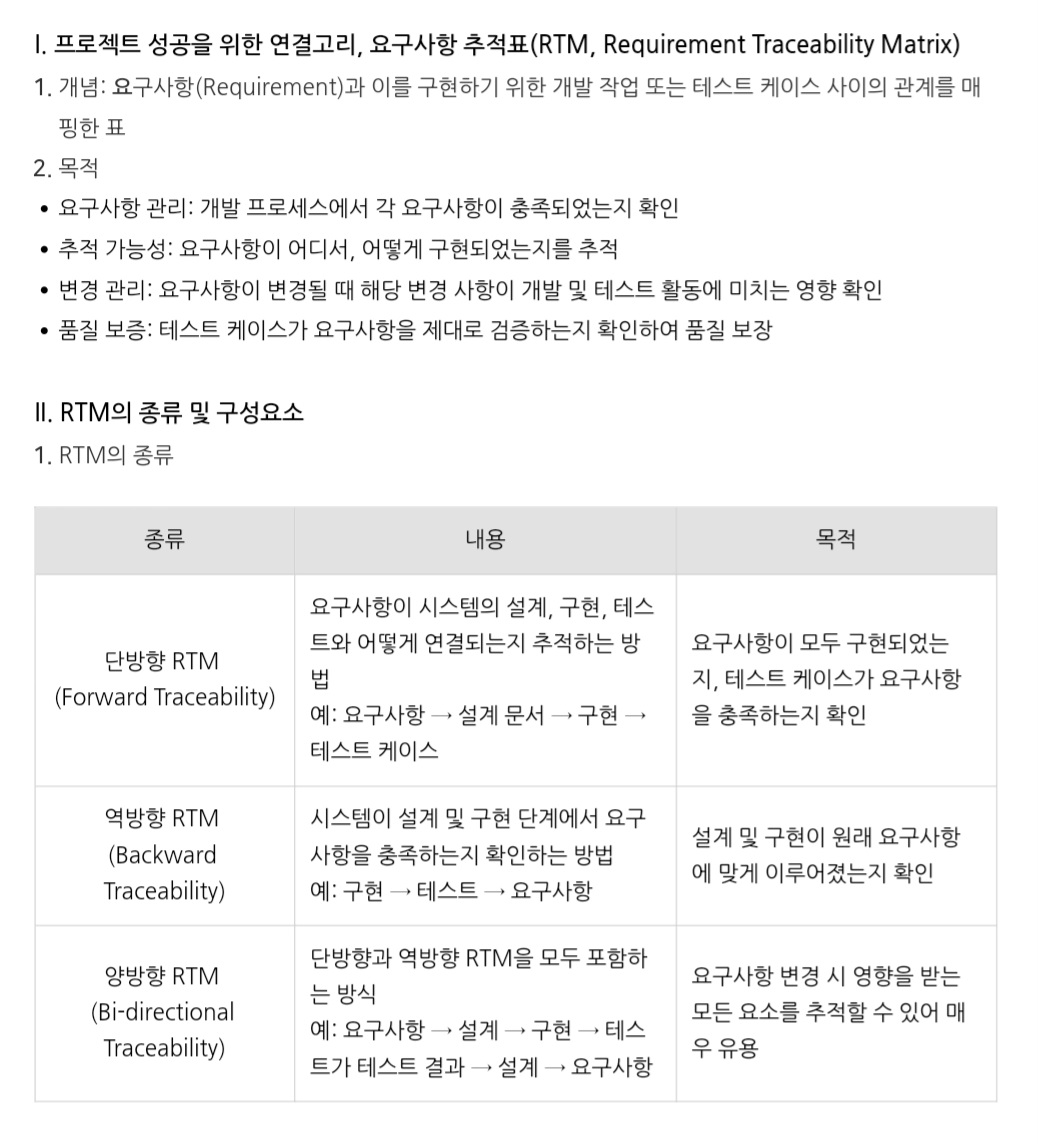 I. 프로젝트 성공을 위한 연결고리, 요구사항 추적표(RTM, Requirement Traceability Matrix)
1. 개념: 요구사항(Requirement)과 이를 구현하기 위한 개발 작업 또는 테스트 케이스 사이의 관계를 매
핑한 표
2. 목적
• 요구사항 관리: 개발 프로세스에서 각 요구사항이 충족되었는지 확인
• 추적 가능성: 요구사항이 어디서, 어떻게 구현되었는지를 추적
• 변경 관리: 요구사항이 변경될 때 해당 변경 사항이 개발 및 테스트 활동에 미치는 영향 확인
• 품질 보증: 테스트 케이스가 요구사항을 제대로 검증하는지 확인하여 품질 보장
II. RTM의 종류 및 구성요소
1. RTM의 종류
종류
내용
목적
단방향 RTM
(Forward Traceability)
요구사항이 시스템의 설계, 구현, 테스
트와 어떻게 연결되는지 추적하는 방
법
예: 요구사항 → 설계 문서 → 구현 →
테스트 케이스
요구사항이 모두 구현되었는
지, 테스트 케이스가 요구사항
을 충족하는지 확인
역방향 RTM
(Backward
Traceability)
시스템이 설계 및 구현 단계에서 요구
사항을 충족하는지 확인하는 방법
예: 구현 → 테스트 → 요구사항
설계 및 구현이 원래 요구사항
에 맞게 이루어졌는지 확인
양방향 RTM
(Bi-directional
Traceability)
단방향과 역방향 RTM을 모두 포함하
는 방식
예: 요구사항 → 설계 → 구현 → 테스
트가 테스트 결과 → 설계 → 요구사항
요구사항 변경 시 영향을 받는
모든 요소를 추적할 수 있어 매
우 유용